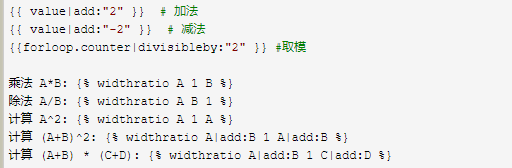 {{ value|add:"2" }}  # 加法
{{ value|add:"-2" }}  # 减法
{{forloop.counter|divisibleby:"2" }} #取模
乘法 A*B: {% widthratio A 1 B %}
除法 A/B: {% widthratio A B 1 %}
计算 A^2: {% widthratio A 1 A %}
计算 (A+B)^2: {% widthratio A|add:B 1 A|add:B %}
计算 (A+B) * (C+D): {% widthratio A|add:B 1 C|add:D %}